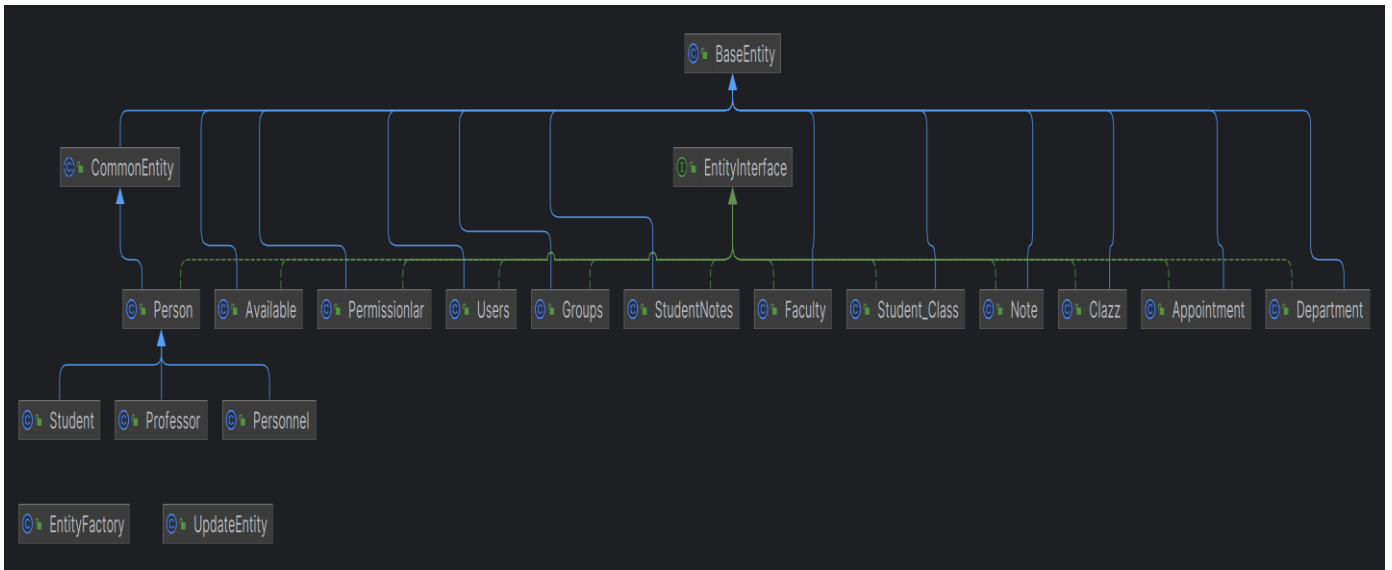 BaseEntity
CommonEntity
EntityInterface
Person
Available
Permissionlar
Users
Groups
StudentNotes
Faculty
Student_Class
Note
Clazz
Appointment
Department
Student
Professor
Personnel
EntityFactory
UpdateEntity